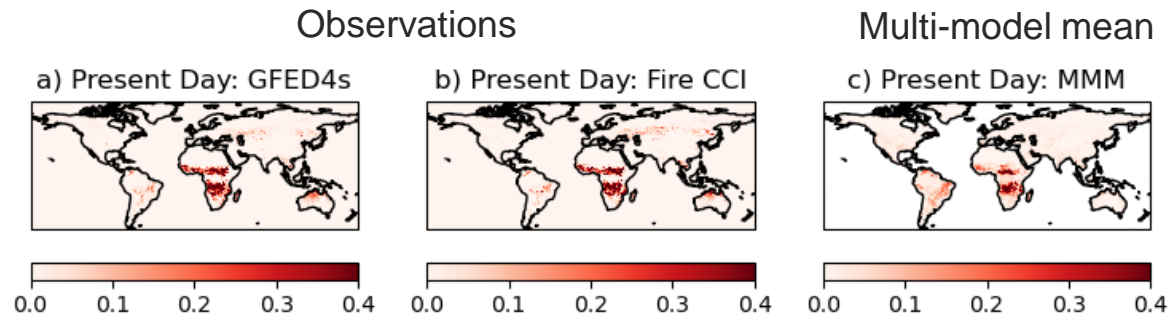 Observations
Multi-model mean
a) Present Day: GFED4s
b) Present Day: Fire CCI
c) Present Day: MMM
0.0 0.1 0.2 0.3 0.4
0.0 0.1 0.2 0.3 0.4
0.0 0.1 0.2 0.3 0.4